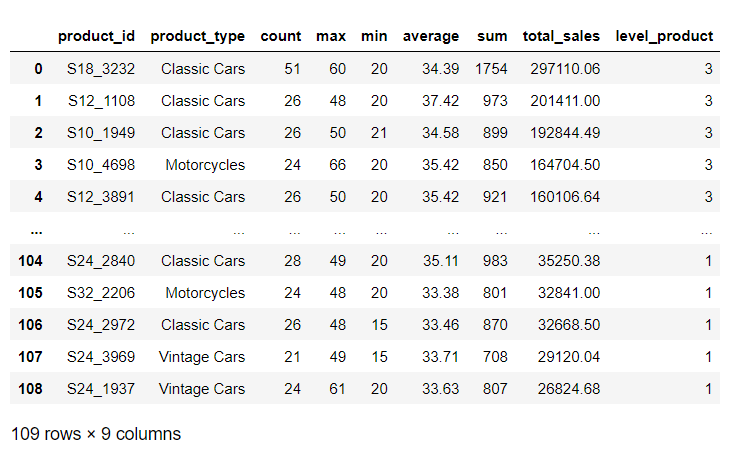 product_id product_type count max min average sum total_sales level_product
0 S18_3232 Classic Cars 51 60 20 34.39 1754 297110.06 3
1 S12_1108 Classic Cars 26 48 20 37.42 973 201411.00 3
2 S10_1949 Classic Cars 26 50 21 34.58 899 192844.49 3
3 S10_4698 Motorcycles 24 66 20 35.42 850 164704.50 3
4 S12_3891 Classic Cars 26 50 20 35.42 921 160106.64 3
... ... ... ... ... ... ... ... ... ...
104 S24_2840 Classic Cars 28 49 20 35.11 983 35250.38 1
105 S32_2206 Motorcycles 24 48 20 33.38 801 32841.00 1
106 S24_2972 Classic Cars 26 48 15 33.46 870 32668.50 1
107 S24_3969 Vintage Cars 21 49 15 33.71 708 29120.04 1
108 S24_1937 Vintage Cars 24 61 20 33.63 807 26824.68 1
109 rows × 9 columns